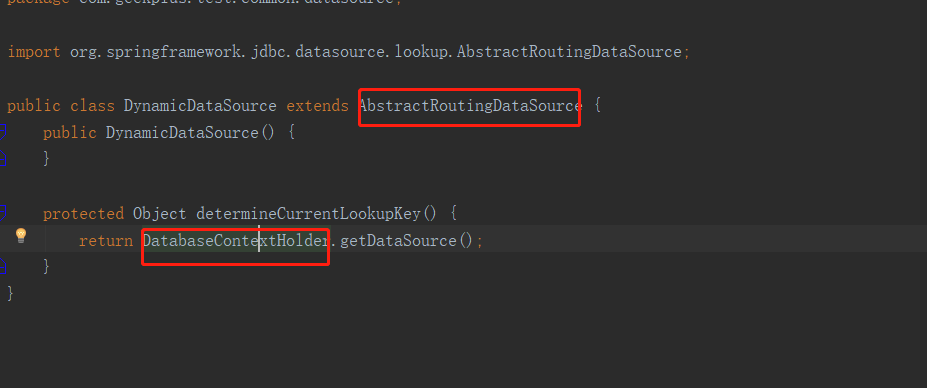 package com.geekplus.test.common.datasource;
import org.springframework.jdbc.datasource.lookup.AbstractRoutingDataSource;
public class DynamicDataSource extends AbstractRoutingDataSource {
public DynamicDataSource() {
}
protected Object determineCurrentLookupKey() {
return DatabaseContextHolder.getDataSource();
}
}